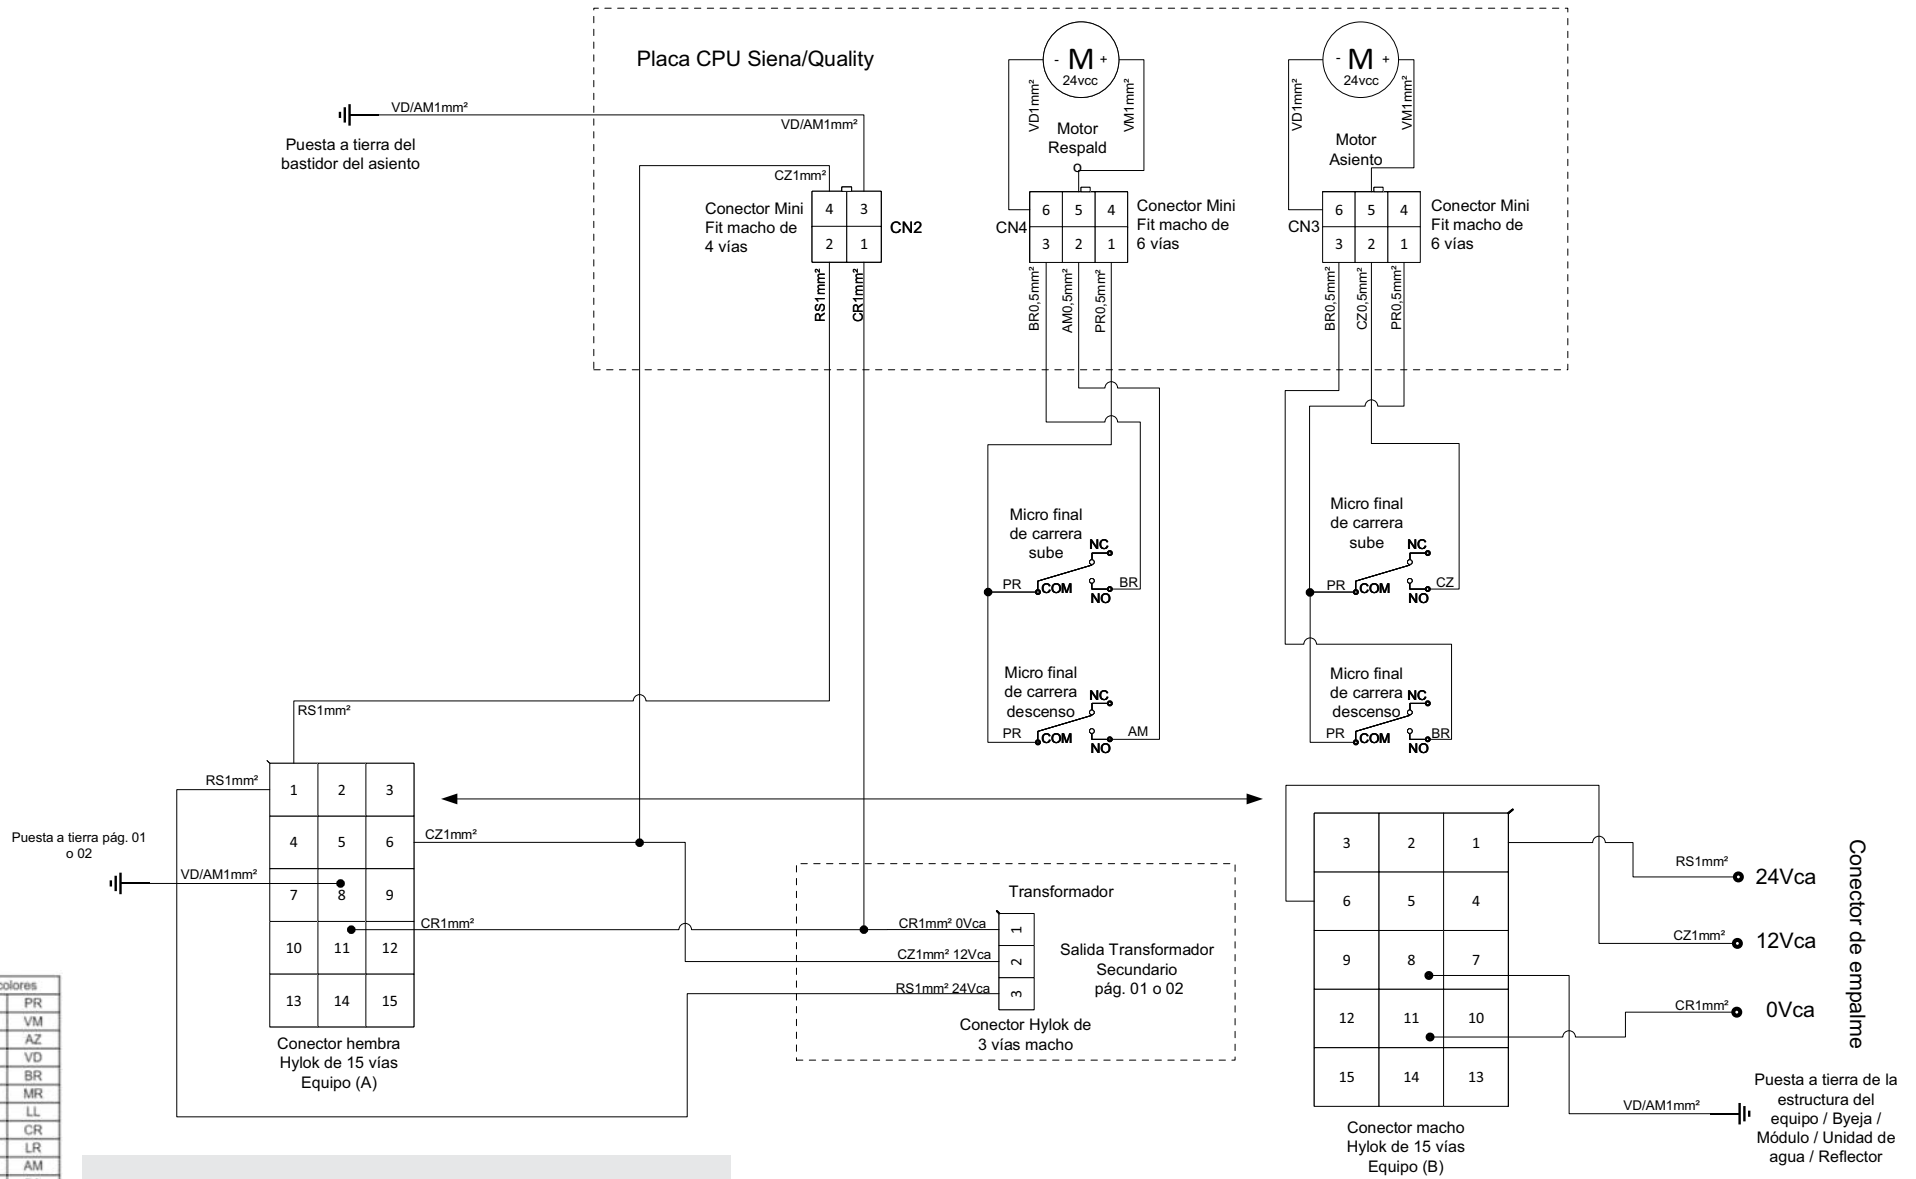 Placa CPU Siena/Quality
- M +
24vcc
VD1mm²
VM1mm²
Motor
Respald
o
- M +
24vcc
VD1mm²
VM1mm²
Motor
Asiento
VD/AM1mm²
VD/AM1mm²
Puesta a tierra del
bastidor del asiento
CZ1mm²
Conector Mini
Fit macho de
4 vías
4 3
2 1
CN2
RS1mm²
CR1mm²
CN4
6 5 4
3 2 1
Conector Mini
Fit macho de
6 vías
BR0,5mm²
AM0,5mm²
PR0,5mm²
CN3
6 5 4
3 2 1
Conector Mini
Fit macho de
6 vías
BR0,5mm²
CZ0,5mm²
PR0,5mm²
Micro final
de carrera
sube
NC
PR COM BR
NO
Micro final
de carrera
sube
NC
PR COM CZ
NO
Micro final
de carrera
descenso
NC
PR COM AM
NO
Micro final
de carrera
descenso
NC
PR COM BR
NO
RS1mm²
RS1mm²
1 2 3
4 5 6
7 8 9
10 11 12
13 14 15
CZ1mm²
Puesta a tierra pág. 01
o 02
VD/AM1mm²
CR1mm²
Conector hembra
Hylok de 15 vías
Equipo (A)
Transformador
CR1mm² 0Vca
CZ1mm² 12Vca
RS1mm² 24Vca
1
2
3
Salida Transformador
Secundario
pág. 01 o 02
Conector Hylok de
3 vías macho
3 2 1
6 5 4
9 8 7
12 11 10
15 14 13
Conector macho
Hylok de 15 vías
Equipo (B)
RS1mm² 24Vca
CZ1mm² 12Vca
CR1mm² 0Vca
Conector de empalme
VD/AM1mm²
Puesta a tierra de la
estructura del
equipo / Byeja /
Módulo / Unidad de
agua / Reflector
colores
PR
VM
AZ
VD
BR
MR
LL
CR
LR
AM